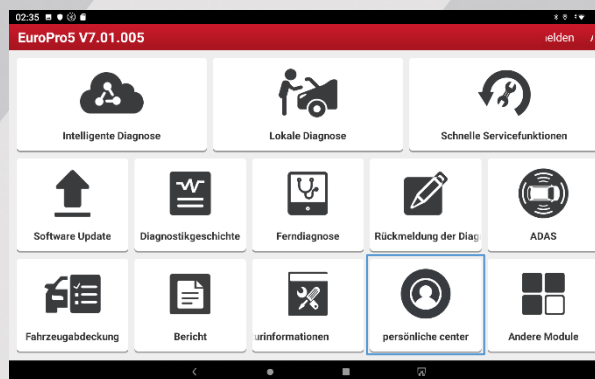 02:35
EuroPro5 V7.01.005
elden
Intelligente Diagnose
Lokale Diagnose
Schnelle Servicefunktionen
Software Update
Diagnostikgeschichte
Ferndiagnose
Rückmeldung der Diag
ADAS
Fahrzeugabdeckung
Bericht
urinformationen
persönliche center
Andere Module